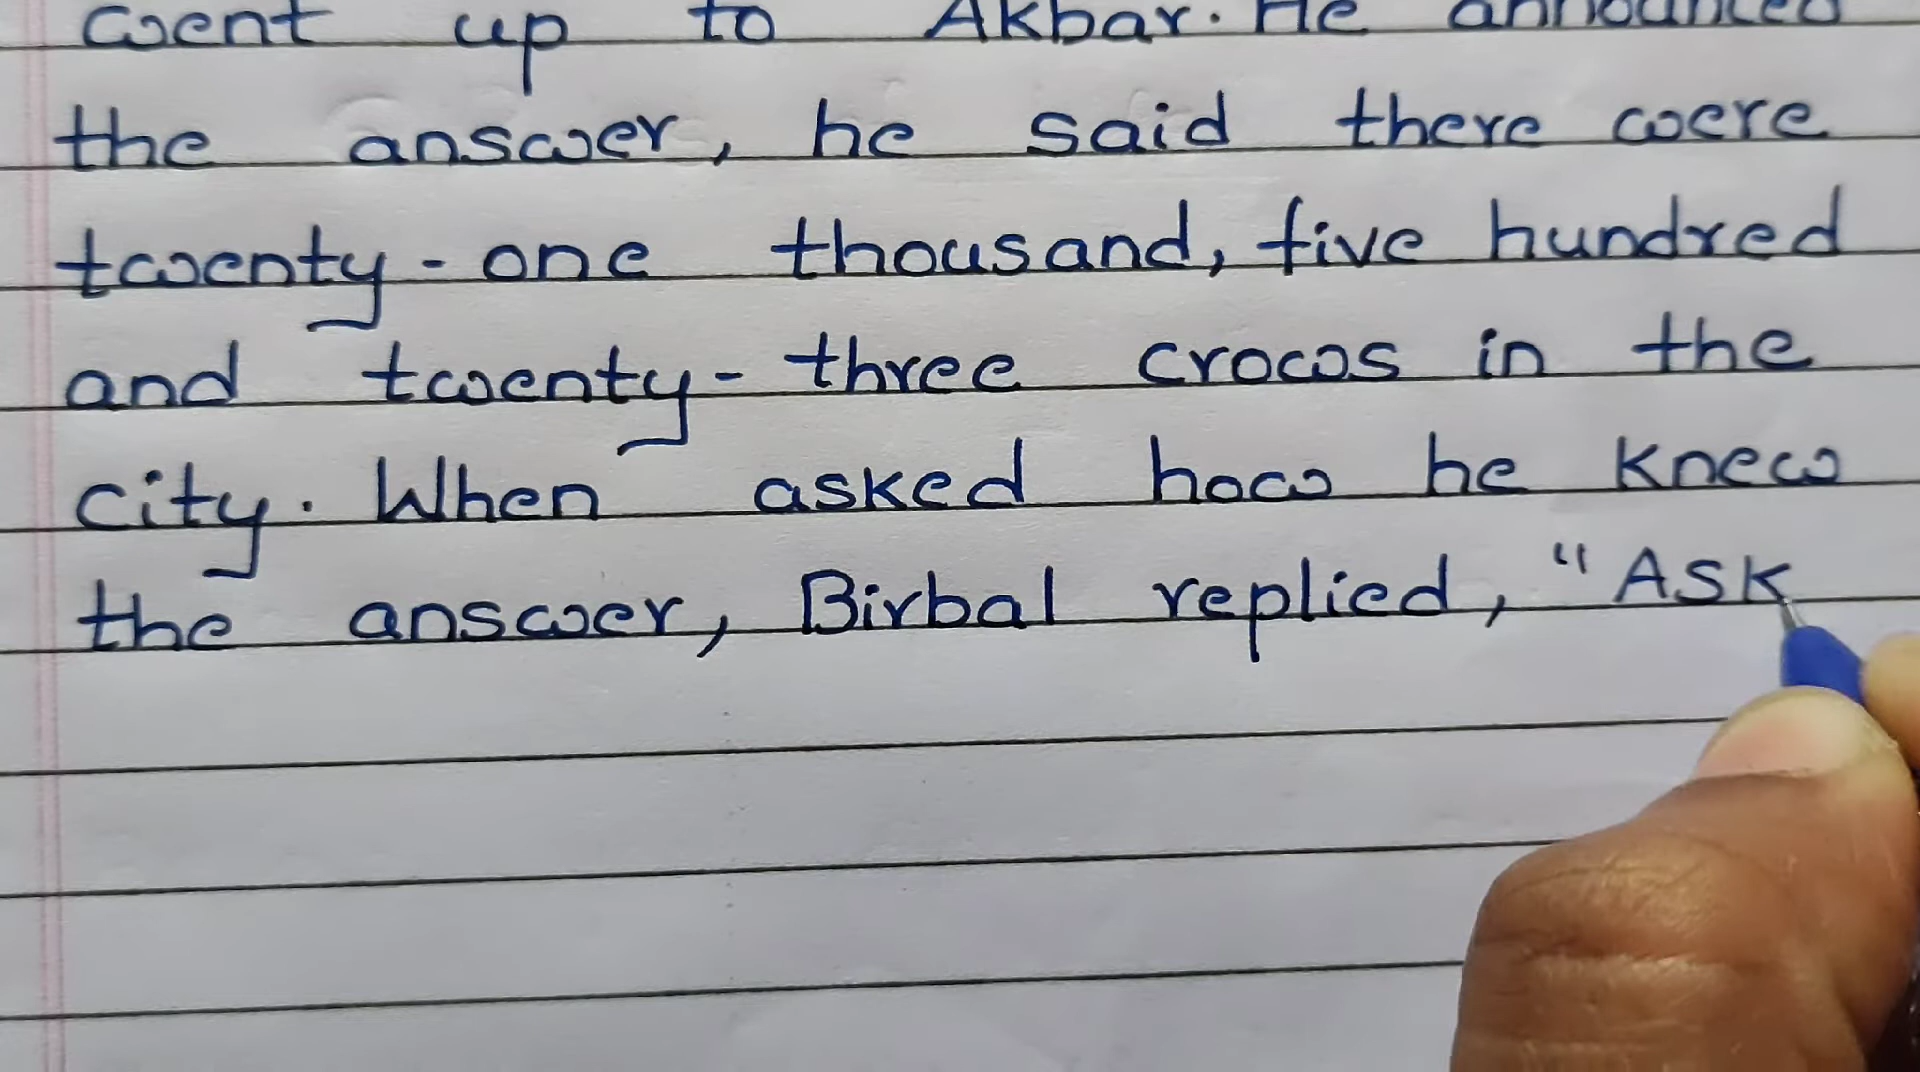 went up to Akbar. He announced
the answer, he said there were
twenty-one thousand, five hundred
and twenty-three crows in the
city. When asked how he knew
the answer, Birbal replied, "Ask